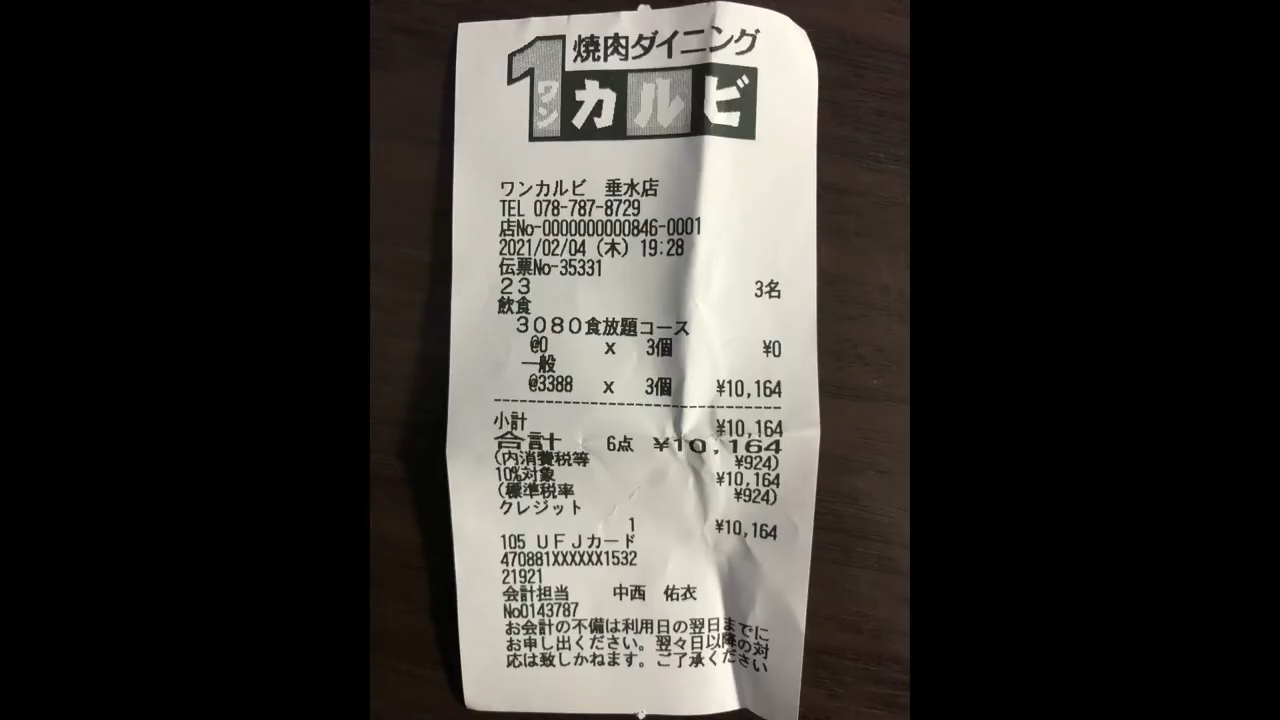 焼肉ダイニング
1 ワン カルビ
ワンカルビ 垂水店
TEL 078-787-8729
店No-0000000000846-0001
2021/02/04 (木) 19:28
伝票No-35331
23 3名
飲食
3080食放題コース
@0 x 3個 ¥0
一般
@3388 x 3個 ¥10,164
小計 ¥10,164
合計 6点 ¥10,164
(内消費税等 ¥924)
10%対象 ¥10,164
(標準税率 ¥924)
クレジット
1 ¥10,164
105 UFJカード
470881XXXXXX1532
21921
会計担当 中西 佑衣
No0143787
お会計の不備は利用日の翌日までに
お申し出ください。翌々日以降の対
応は致しかねます。ご了承ください